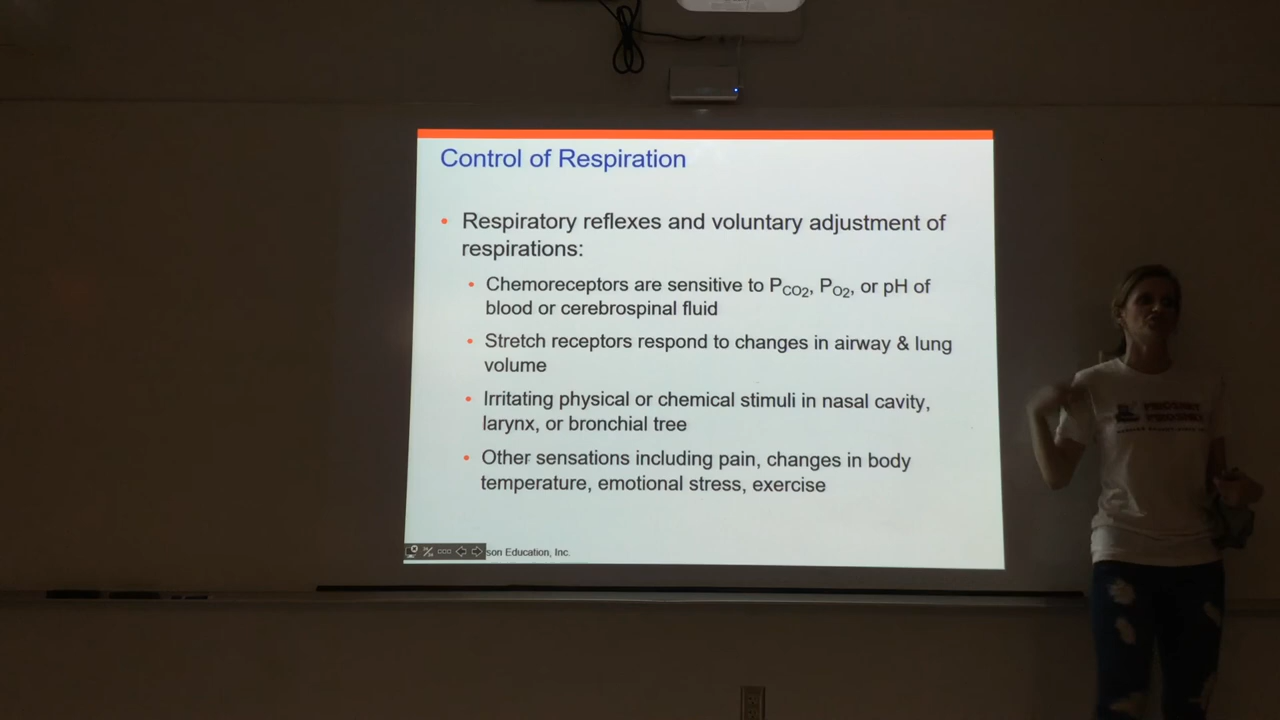 Control of Respiration
• Respiratory reflexes and voluntary adjustment of
respirations:
• Chemoreceptors are sensitive to PCO2, PO2, or pH of
blood or cerebrospinal fluid
• Stretch receptors respond to changes in airway & lung
volume
• Irritating physical or chemical stimuli in nasal cavity,
larynx, or bronchial tree
• Other sensations including pain, changes in body
temperature, emotional stress, exercise
son Education, Inc.